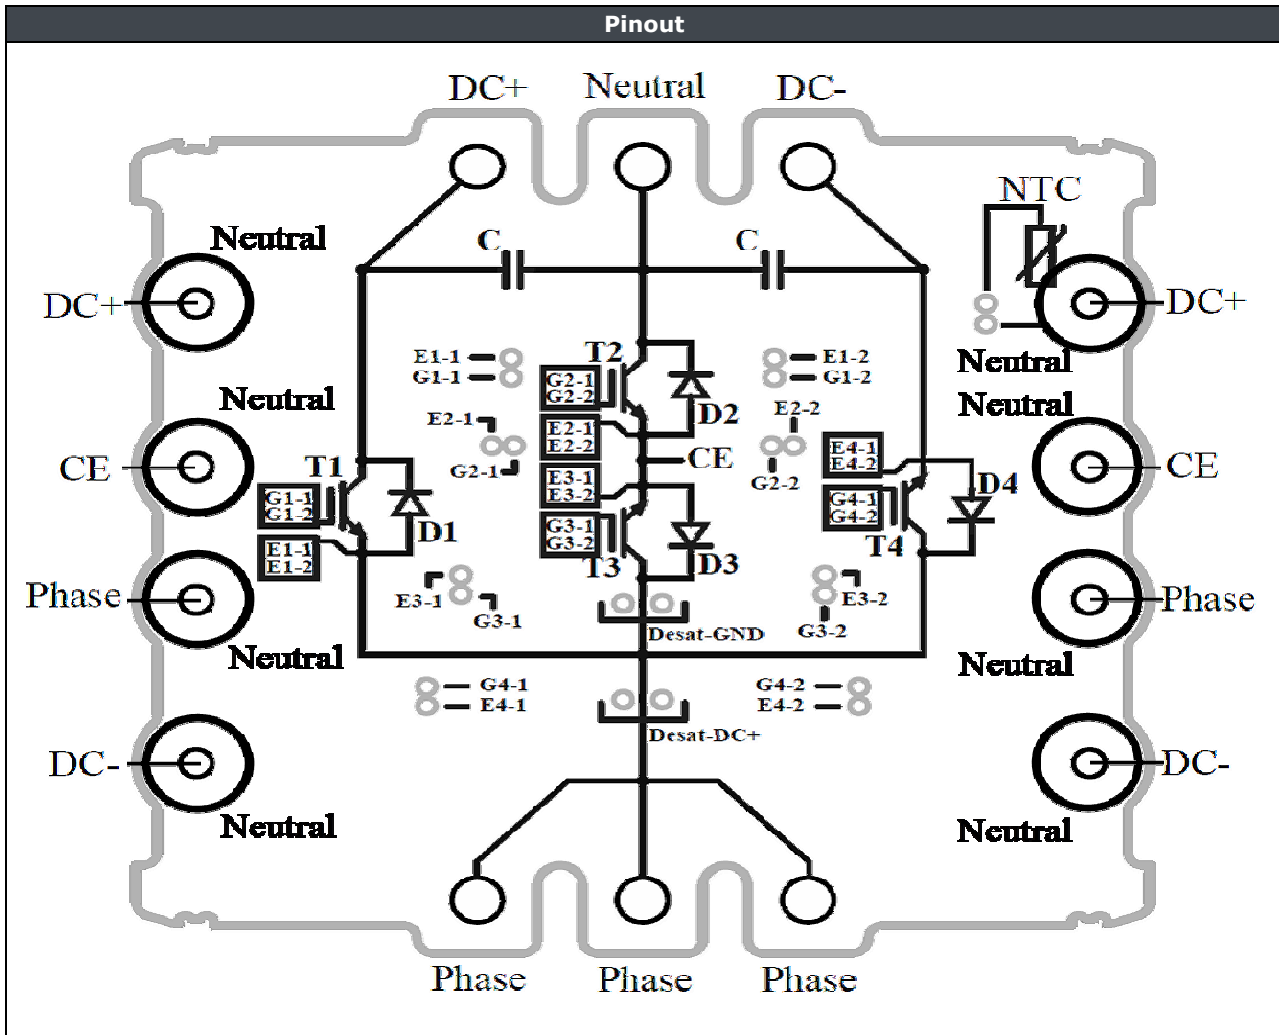 Pinout
DC+ Neutral DC-
NTC
Neutral
C C
DC+ DC+
Neutral
E1-1 T2 E1-2
G1-1 G2-1 G1-2
G2-2
Neutral D2 E2-2 Neutral
E2-1 E2-1
E2-2 E4-1
CE T1 G2-1 E3-1 CE G2-2 E4-2 CE
E3-2 D4
G1-1 G4-1
G1-2 G3-1 G4-2
D1 G3-2 T4
E1-1 T3 D3
E1-2
Phase E3-1 E3-2 Phase
G3-1 G3-2
Desat-GND
Neutral Neutral
G4-1 G4-2
E4-1 E4-2
Desat-DC+
DC- DC-
Neutral Neutral
Phase Phase Phase